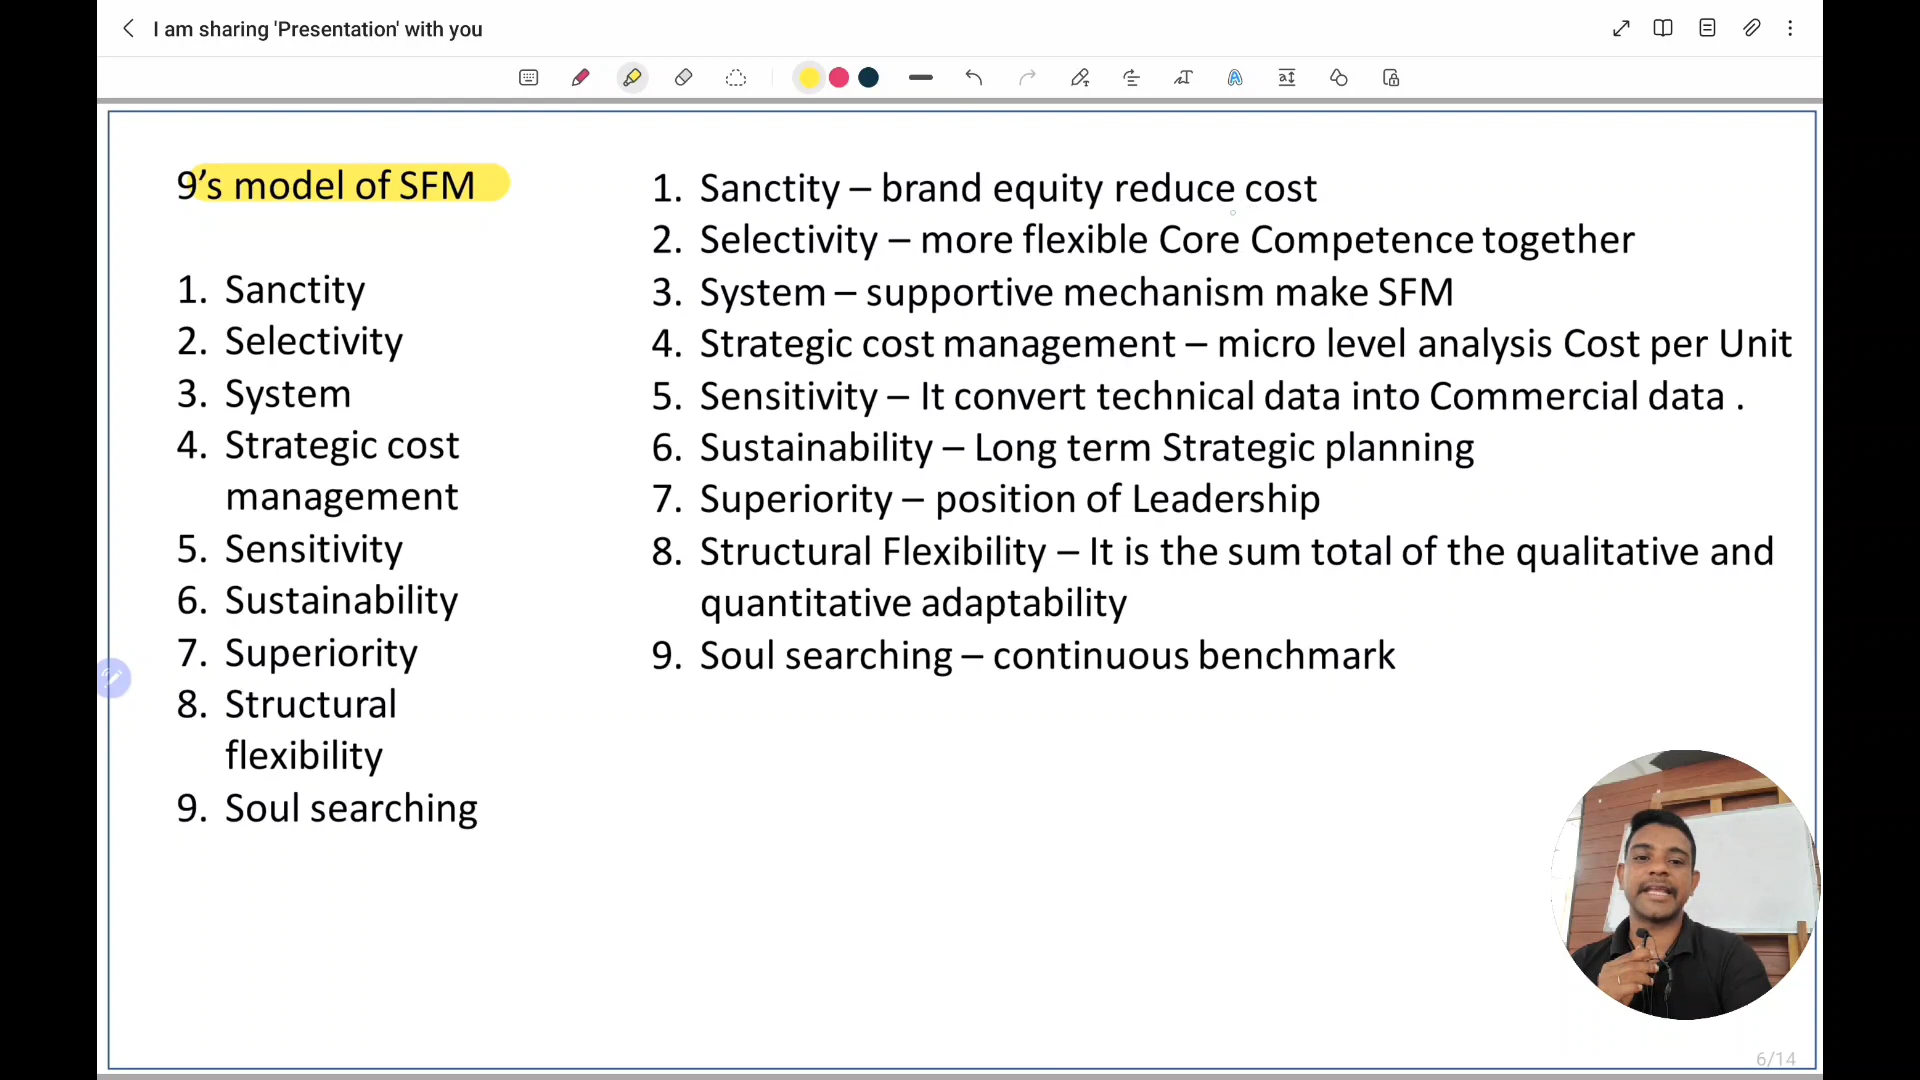 I am sharing 'Presentation' with you
9's model of SFM
1. Sanctity
2. Selectivity
3. System
4. Strategic cost
management
5. Sensitivity
6. Sustainability
7. Superiority
8. Structural
flexibility
9. Soul searching
1. Sanctity – brand equity reduce cost
2. Selectivity – more flexible Core Competence together
3. System – supportive mechanism make SFM
4. Strategic cost management – micro level analysis Cost per Unit
5. Sensitivity – It convert technical data into Commercial data .
6. Sustainability – Long term Strategic planning
7. Superiority – position of Leadership
8. Structural Flexibility – It is the sum total of the qualitative and
quantitative adaptability
9. Soul searching – continuous benchmark
6/14